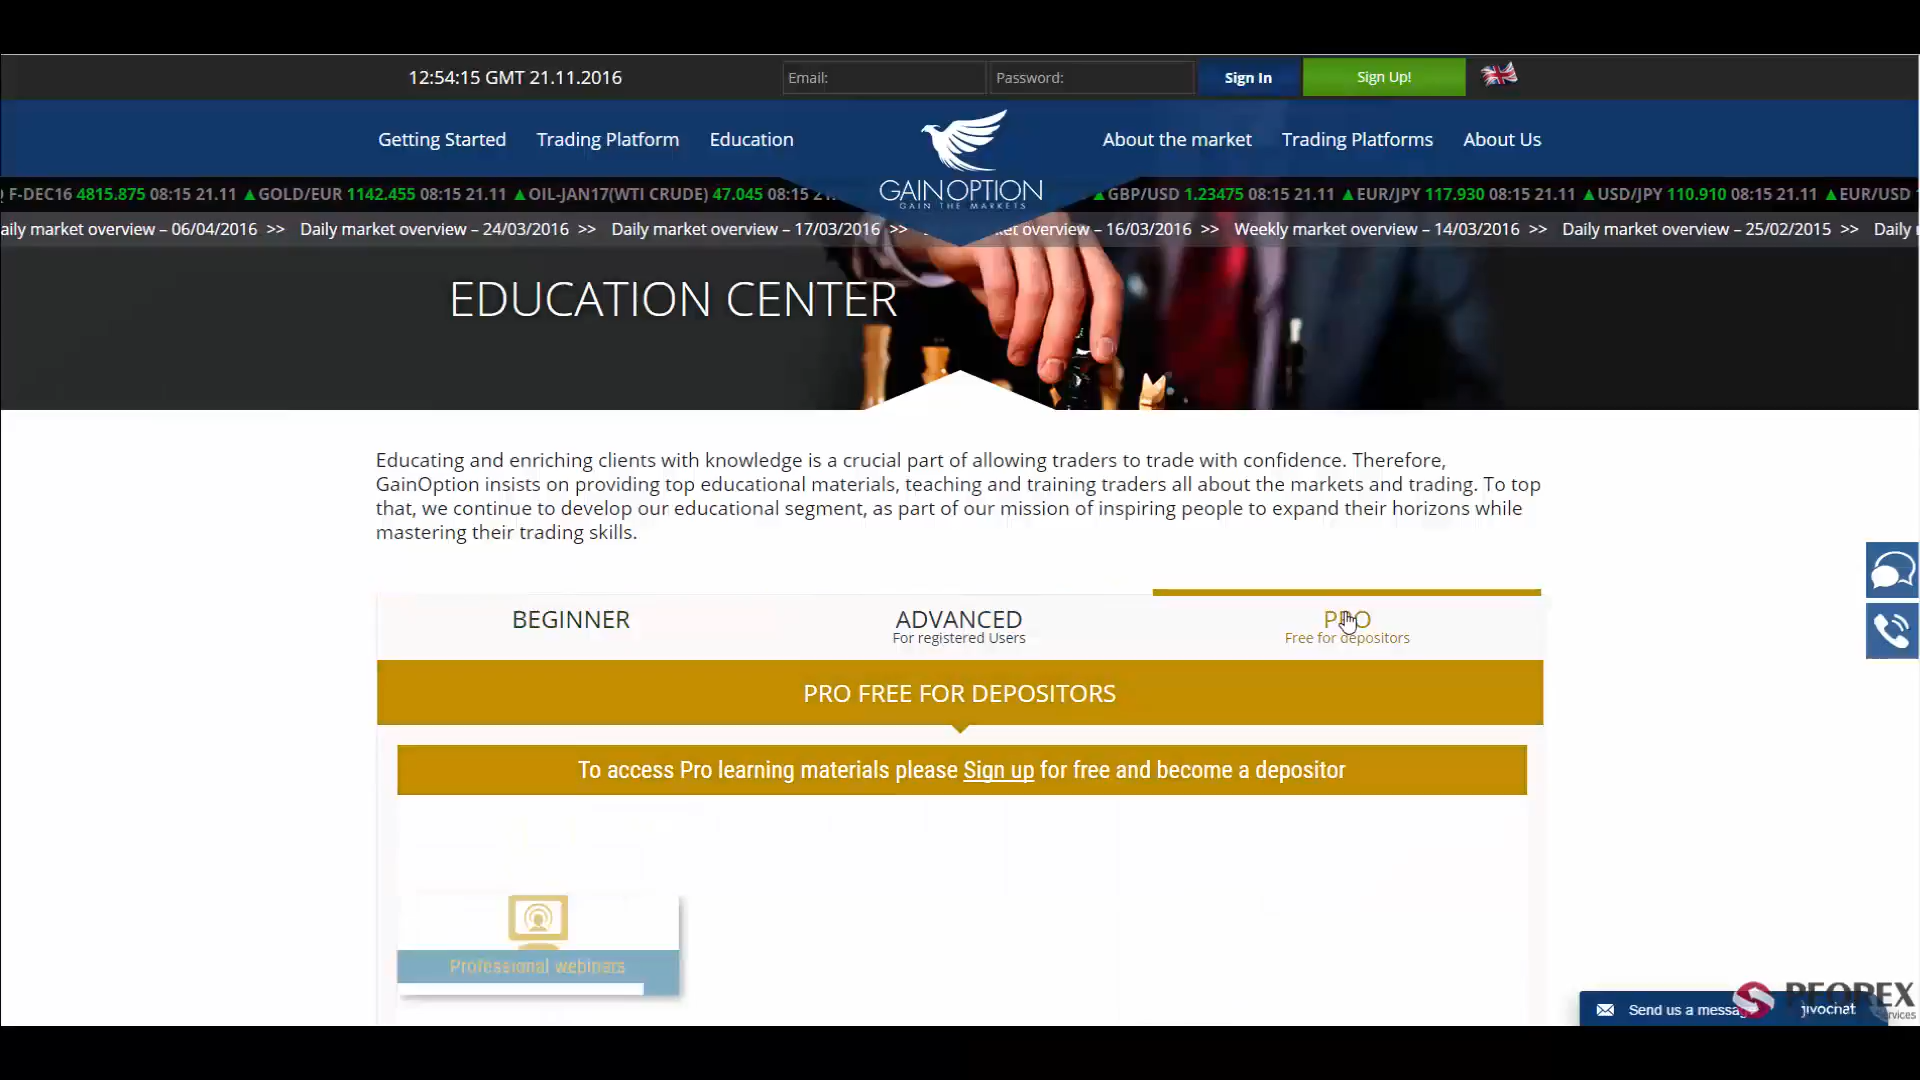 12:54:15 GMT 21.11.2016
Email:
Password:
Sign In
Sign Up!
Getting Started
Trading Platform
Education
GAINOPTION
GAIN THE MARKETS
About the market
Trading Platforms
About Us
F-DEC16 4815.875 08:15 21.11 ▲GOLD/EUR 1142.455 08:15 21.11 ▲OIL-JAN17(WTI CRUDE) 47.045 08:15
▲GBP/USD 1.23475 08:15 21.11 ▲EUR/JPY 117.930 08:15 21.11 ▲USD/JPY 110.910 08:15 21.11 ▲EUR/USD
aily market overview – 06/04/2016 >> Daily market overview – 24/03/2016 >> Daily market overview – 17/03/2016 >> overview – 16/03/2016 >> Weekly market overview – 14/03/2016 >> Daily market overview – 25/02/2015 >> Daily
EDUCATION CENTER
Educating and enriching clients with knowledge is a crucial part of allowing traders to trade with confidence. Therefore,
GainOption insists on providing top educational materials, teaching and training traders all about the markets and trading. To top
that, we continue to develop our educational segment, as part of our mission of inspiring people to expand their horizons while
mastering their trading skills.
BEGINNER
ADVANCED
For registered Users
PRO
Free for depositors
PRO FREE FOR DEPOSITORS
To access Pro learning materials please Sign up for free and become a depositor
Professional webinars
Send us a messag
jivochat
PFOREX
Services